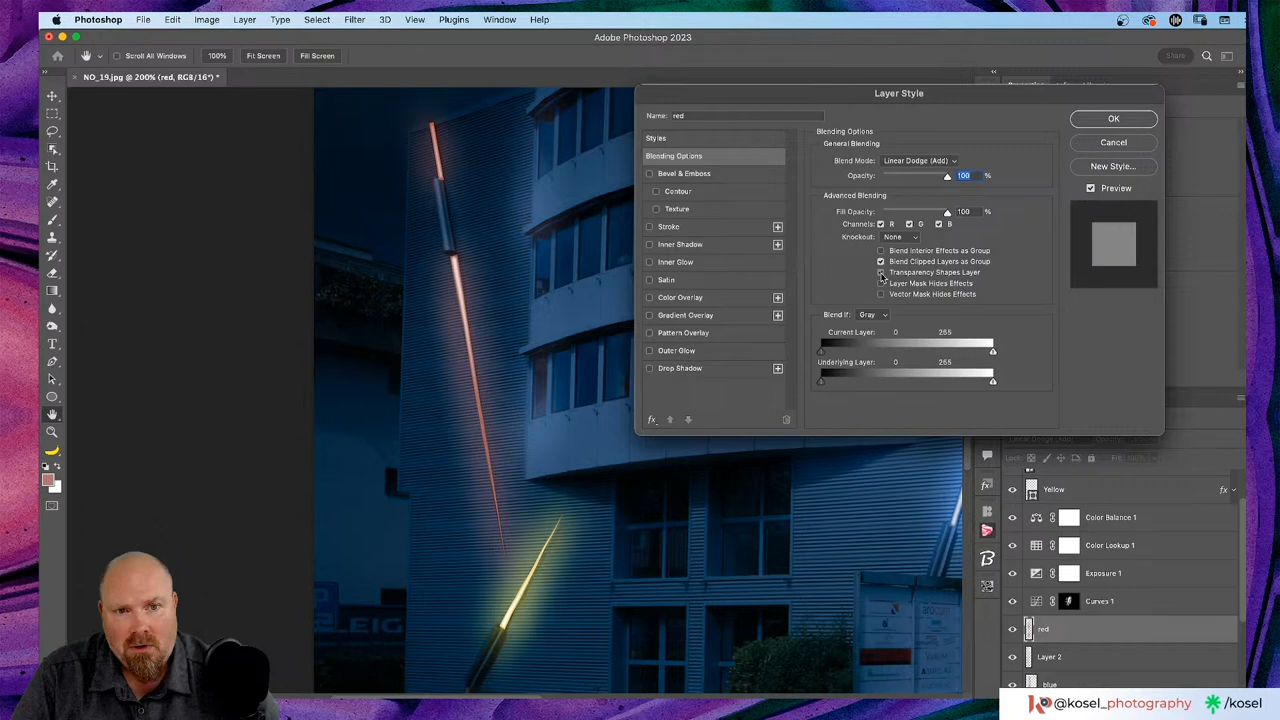 Photoshop File Edit Image Layer Type Select Filter 3D View Plugins Window Help
Adobe Photoshop 2023
Scroll All Windows 100% Fit Screen Fill Screen Share
NO_19.jpg @ 200% (red, RGB/16*) *
Layer Style
Name: red
Styles
Blending Options
Bevel & Emboss
Contour
Texture
Stroke
Inner Shadow
Inner Glow
Satin
Color Overlay
Gradient Overlay
Pattern Overlay
Outer Glow
Drop Shadow
fx
Blending Options
General Blending
Blend Mode: Linear Dodge (Add)
Opacity: 100 %
Advanced Blending
Fill Opacity: 100 %
Channels: R G B
Knockout: None
Blend Interior Effects as Group
Blend Clipped Layers as Group
Transparency Shapes Layer
Layer Mask Hides Effects
Vector Mask Hides Effects
Blend If: Gray
Current Layer: 0 255
Underlying Layer: 0 255
OK
Cancel
New Style...
Preview
Lock: Fill: 100%
Yellow fx
Color Balance 1
Color Lookup 1
Exposure 1
Curves 1
red
Layer 2
blue
@kosel_photography /kosel